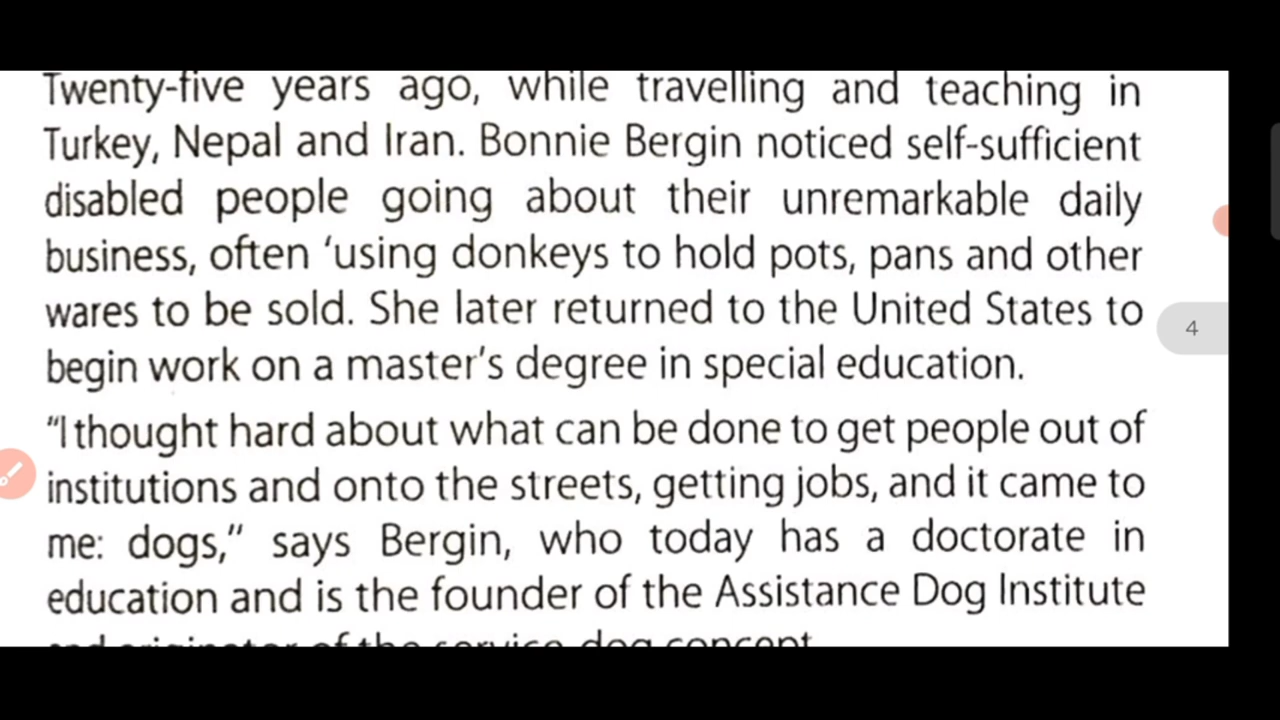 Twenty-five years ago, while travelling and teaching in
Turkey, Nepal and Iran. Bonnie Bergin noticed self-sufficient
disabled people going about their unremarkable daily
business, often ‘using donkeys to hold pots, pans and other
wares to be sold. She later returned to the United States to
begin work on a master’s degree in special education.
“I thought hard about what can be done to get people out of
institutions and onto the streets, getting jobs, and it came to
me: dogs,” says Bergin, who today has a doctorate in
education and is the founder of the Assistance Dog Institute
and originator of the service dog concept
4